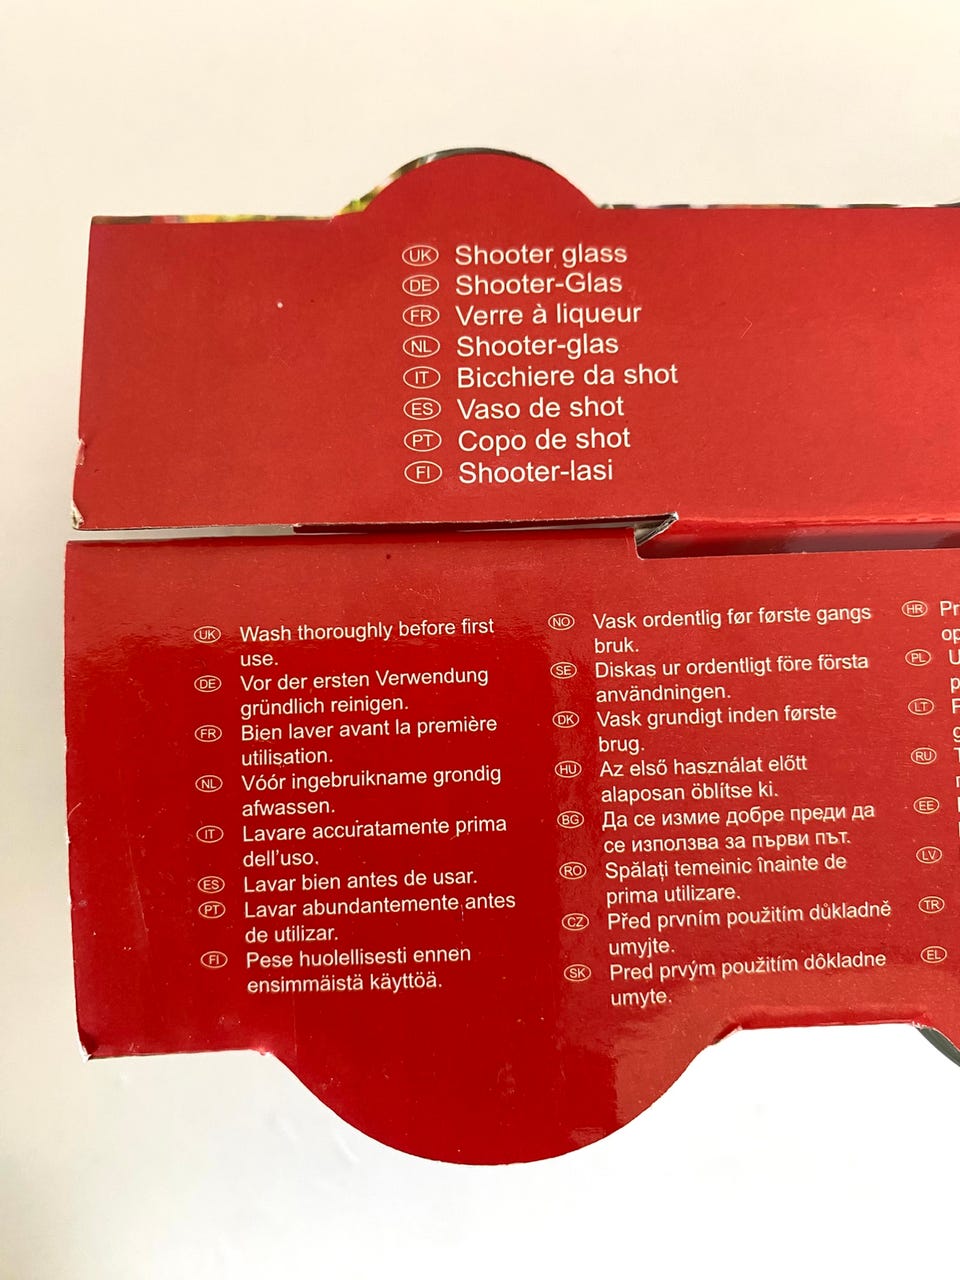 UK Shooter glass
DE Shooter-Glas
FR Verre à liqueur
NL Shooter-glas
IT Bicchiere da shot
ES Vaso de shot
PT Copo de shot
FI Shooter-lasi
UK Wash thoroughly before first
use.
DE Vor der ersten Verwendung
gründlich reinigen.
FR Bien laver avant la première
utilisation.
NL Vóór ingebruikname grondig
afwassen.
IT Lavare accuratamente prima
dell'uso.
ES Lavar bien antes de usar.
PT Lavar abundantemente antes
de utilizar.
FI Pese huolellisesti ennen
ensimmäistä käyttöä.
NO Vask ordentlig før første gangs
bruk.
SE Diskas ur ordentligt före första
användningen.
DK Vask grundigt inden første
brug.
HU Az első használat előtt
alaposan öblítse ki.
BG Да се измие добре преди да
се използва за първи път.
RO Spălați temeinic înainte de
prima utilizare.
CZ Před prvním použitím důkladně
umyjte.
SK Pred prvým použitím dôkladne
umyte.
HR
PL
LT
RU
EE
LV
TR
EL